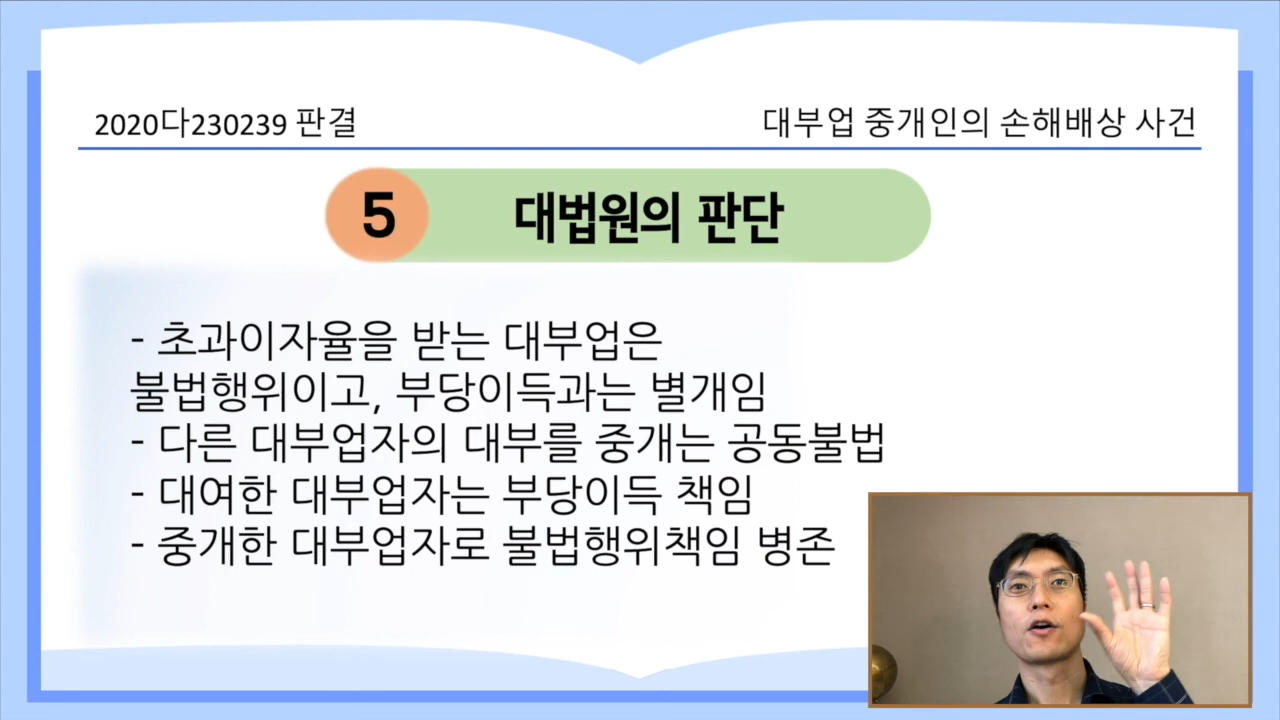 2020다230239 판결
대부업 중개인의 손해배상 사건
5
대법원의 판단
- 초과이자율을 받는 대부업은
불법행위이고, 부당이득과는 별개임
- 다른 대부업자의 대부를 중개는 공동불법
- 대여한 대부업자는 부당이득 책임
- 중개한 대부업자로 불법행위책임 병존